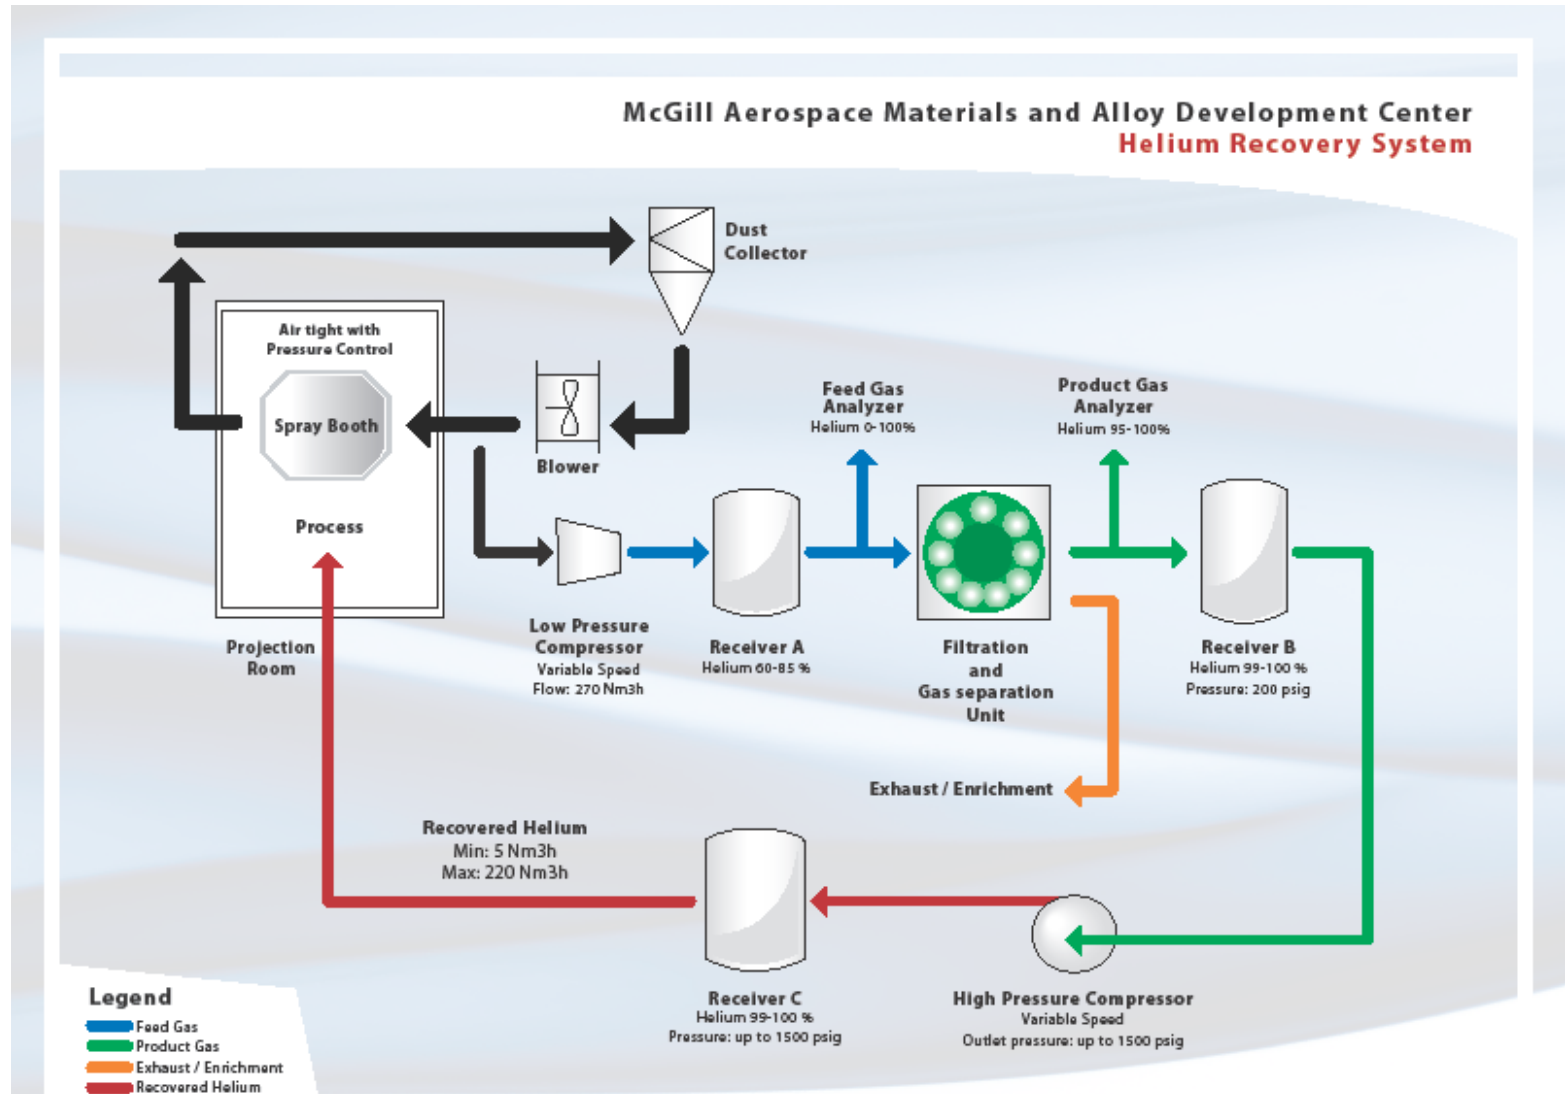 McGill Aerospace Materials and Alloy Development Center
Helium Recovery System
Dust
Collector
Air tight with
Pressure Control
Spray Booth
Process
Projection
Room
Blower
Feed Gas
Analyzer
Helium 0-100%
Product Gas
Analyzer
Helium 95-100%
Low Pressure
Compressor
Variable Speed
Flow: 270 Nm3h
Receiver A
Helium 60-85 %
Filtration
and
Gas separation
Unit
Receiver B
Helium 99-100 %
Pressure: 200 psig
Exhaust / Enrichment
Recovered Helium
Min: 5 Nm3h
Max: 220 Nm3h
Receiver C
Helium 99-100 %
Pressure: up to 1500 psig
High Pressure Compressor
Variable Speed
Outlet pressure: up to 1500 psig
Legend
Feed Gas
Product Gas
Exhaust / Enrichment
Recovered Helium